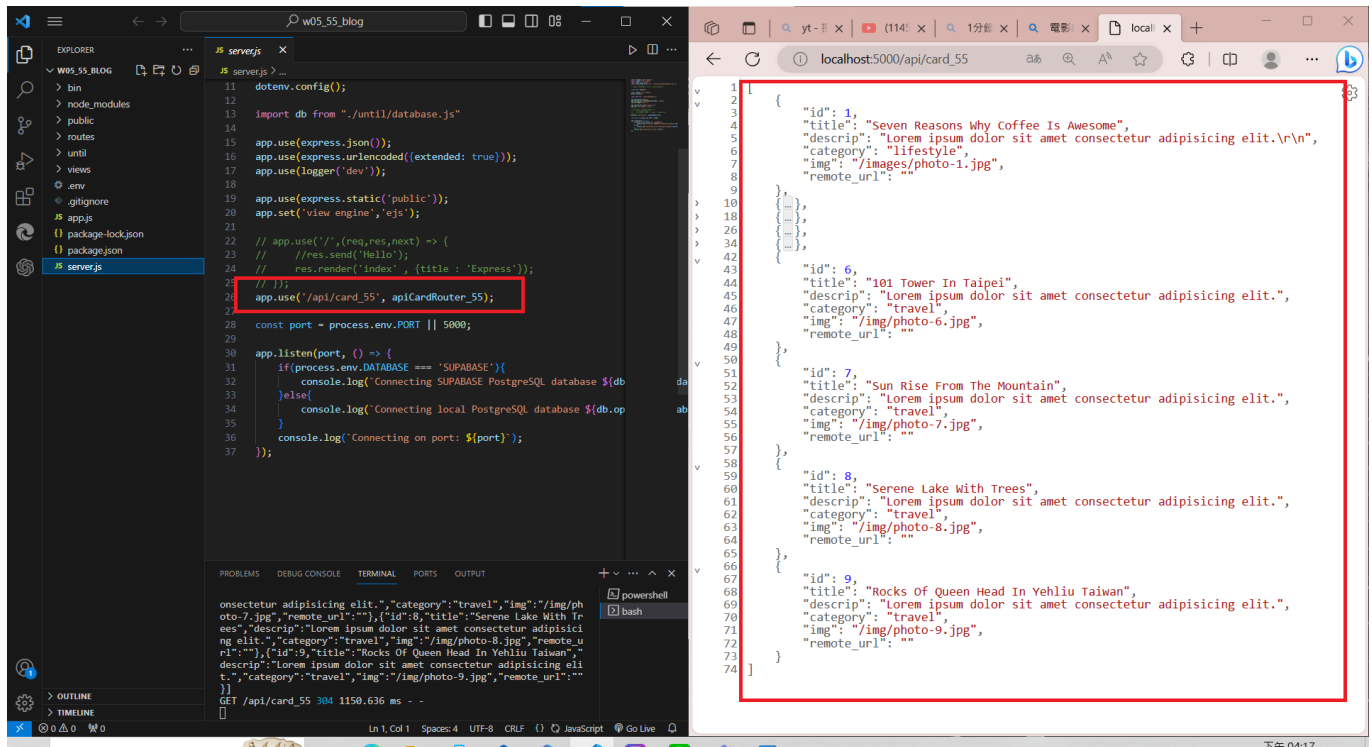 w05_55_blog
EXPLORER
W05_55_BLOG
bin
node_modules
public
routes
until
views
.env
.gitignore
JS app.js
{} package-lock.json
{} package.json
JS server.js
OUTLINE
TIMELINE
JS server.js
JS server.js > ...
11 dotenv.config();
12
13 import db from "./until/database.js"
14
15 app.use(express.json());
16 app.use(express.urlencoded({extended: true}));
17 app.use(logger('dev'));
18
19 app.use(express.static('public'));
20 app.set('view engine','ejs');
21
22 // app.use('/',(req,res,next) => {
23 //     //res.send('Hello');
24 //     res.render('index' , {title : 'Express'});
25 // });
26 app.use('/api/card_55', apiCardRouter_55);
27
28 const port = process.env.PORT || 5000;
29
30 app.listen(port, () => {
31     if(process.env.DATABASE === 'SUPABASE'){
32         console.log(`Connecting SUPABASE PostgreSQL database ${db da
33     }else{
34         console.log(`Connecting local PostgreSQL database ${db.op ab
35     }
36     console.log(`Connecting on port: ${port}`);
37 });
PROBLEMS DEBUG CONSOLE TERMINAL PORTS OUTPUT
powershell
bash
onsectetur adipisicing elit.","category":"travel","img":"/img/ph
oto-7.jpg","remote_url":""},{"id":8,"title":"Serene Lake With Tr
ees","descrip":"Lorem ipsum dolor sit amet consectetur adipisici
ng elit.","category":"travel","img":"/img/photo-8.jpg","remote_u
rl":""},{"id":9,"title":"Rocks Of Queen Head In Yehliu Taiwan","
descrip":"Lorem ipsum dolor sit amet consectetur adipisicing eli
t.","category":"travel","img":"/img/photo-9.jpg","remote_url":""
}]
GET /api/card_55 304 1150.636 ms - -
0 0 0 Ln 1, Col 1 Spaces: 4 UTF-8 CRLF {} JavaScript Go Live
yt - (1145 1分 電影 locall
localhost:5000/api/card_55
1 [
2     {
3         "id": 1,
4         "title": "Seven Reasons Why Coffee Is Awesome",
5         "descrip": "Lorem ipsum dolor sit amet consectetur adipisicing elit.\r\n",
6         "category": "lifestyle",
7         "img": "/images/photo-1.jpg",
8         "remote_url": ""
9     },
10     {…},
18     {…},
26     {…},
34     {…},
42     {
43         "id": 6,
44         "title": "101 Tower In Taipei",
45         "descrip": "Lorem ipsum dolor sit amet consectetur adipisicing elit.",
46         "category": "travel",
47         "img": "/img/photo-6.jpg",
48         "remote_url": ""
49     },
50     {
51         "id": 7,
52         "title": "Sun Rise From The Mountain",
53         "descrip": "Lorem ipsum dolor sit amet consectetur adipisicing elit.",
54         "category": "travel",
55         "img": "/img/photo-7.jpg",
56         "remote_url": ""
57     },
58     {
59         "id": 8,
60         "title": "Serene Lake With Trees",
61         "descrip": "Lorem ipsum dolor sit amet consectetur adipisicing elit.",
62         "category": "travel",
63         "img": "/img/photo-8.jpg",
64         "remote_url": ""
65     },
66     {
67         "id": 9,
68         "title": "Rocks Of Queen Head In Yehliu Taiwan",
69         "descrip": "Lorem ipsum dolor sit amet consectetur adipisicing elit.",
70         "category": "travel",
71         "img": "/img/photo-9.jpg",
72         "remote_url": ""
73     }
74 ]
下午 04:17